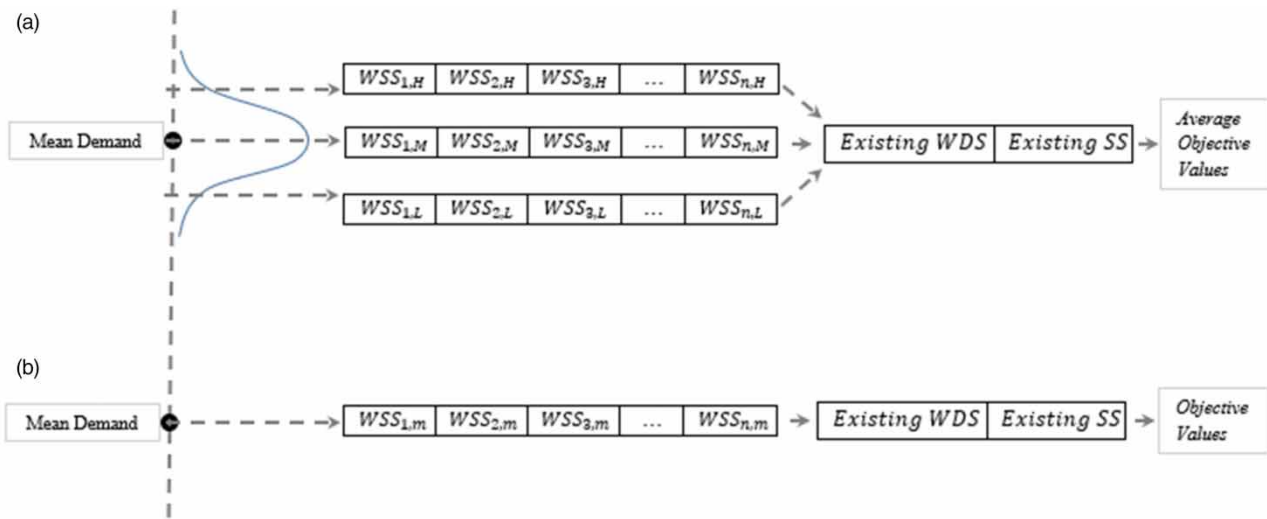 (a)
WSS1,H WSS2,H WSS3,H ... WSSn,H
Mean Demand
WSS1,M WSS2,M WSS3,M ... WSSn,M
Existing WDS Existing SS
Average
Objective
Values
WSS1,L WSS2,L WSS3,L ... WSSn,L
(b)
Mean Demand
WSS1,m WSS2,m WSS3,m ... WSSn,m
Existing WDS Existing SS
Objective
Values